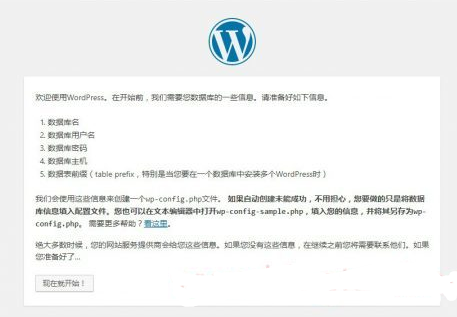 欢迎使用WordPress。在开始前，我们需要您数据库的一些信息。请准备好如下信息。
1. 数据库名
2. 数据库用户名
3. 数据库密码
4. 数据库主机
5. 数据表前缀（table prefix，特别是当您要在一个数据库中安装多个WordPress时）
我们会使用这些信息来创建一个wp-config.php文件。 如果自动创建未能成功，不用担心，您要做的只是将数据
库信息填入配置文件。您也可以在文本编辑器中打开wp-config-sample.php，填入您的信息，并将其另存为wp-
config.php。 需要更多帮助？看这里。
绝大多数时候，您的网站服务提供商会给您这些信息。如果您没有这些信息，在继续之前您将需要联系他们。如果
您准备好了…
现在就开始！